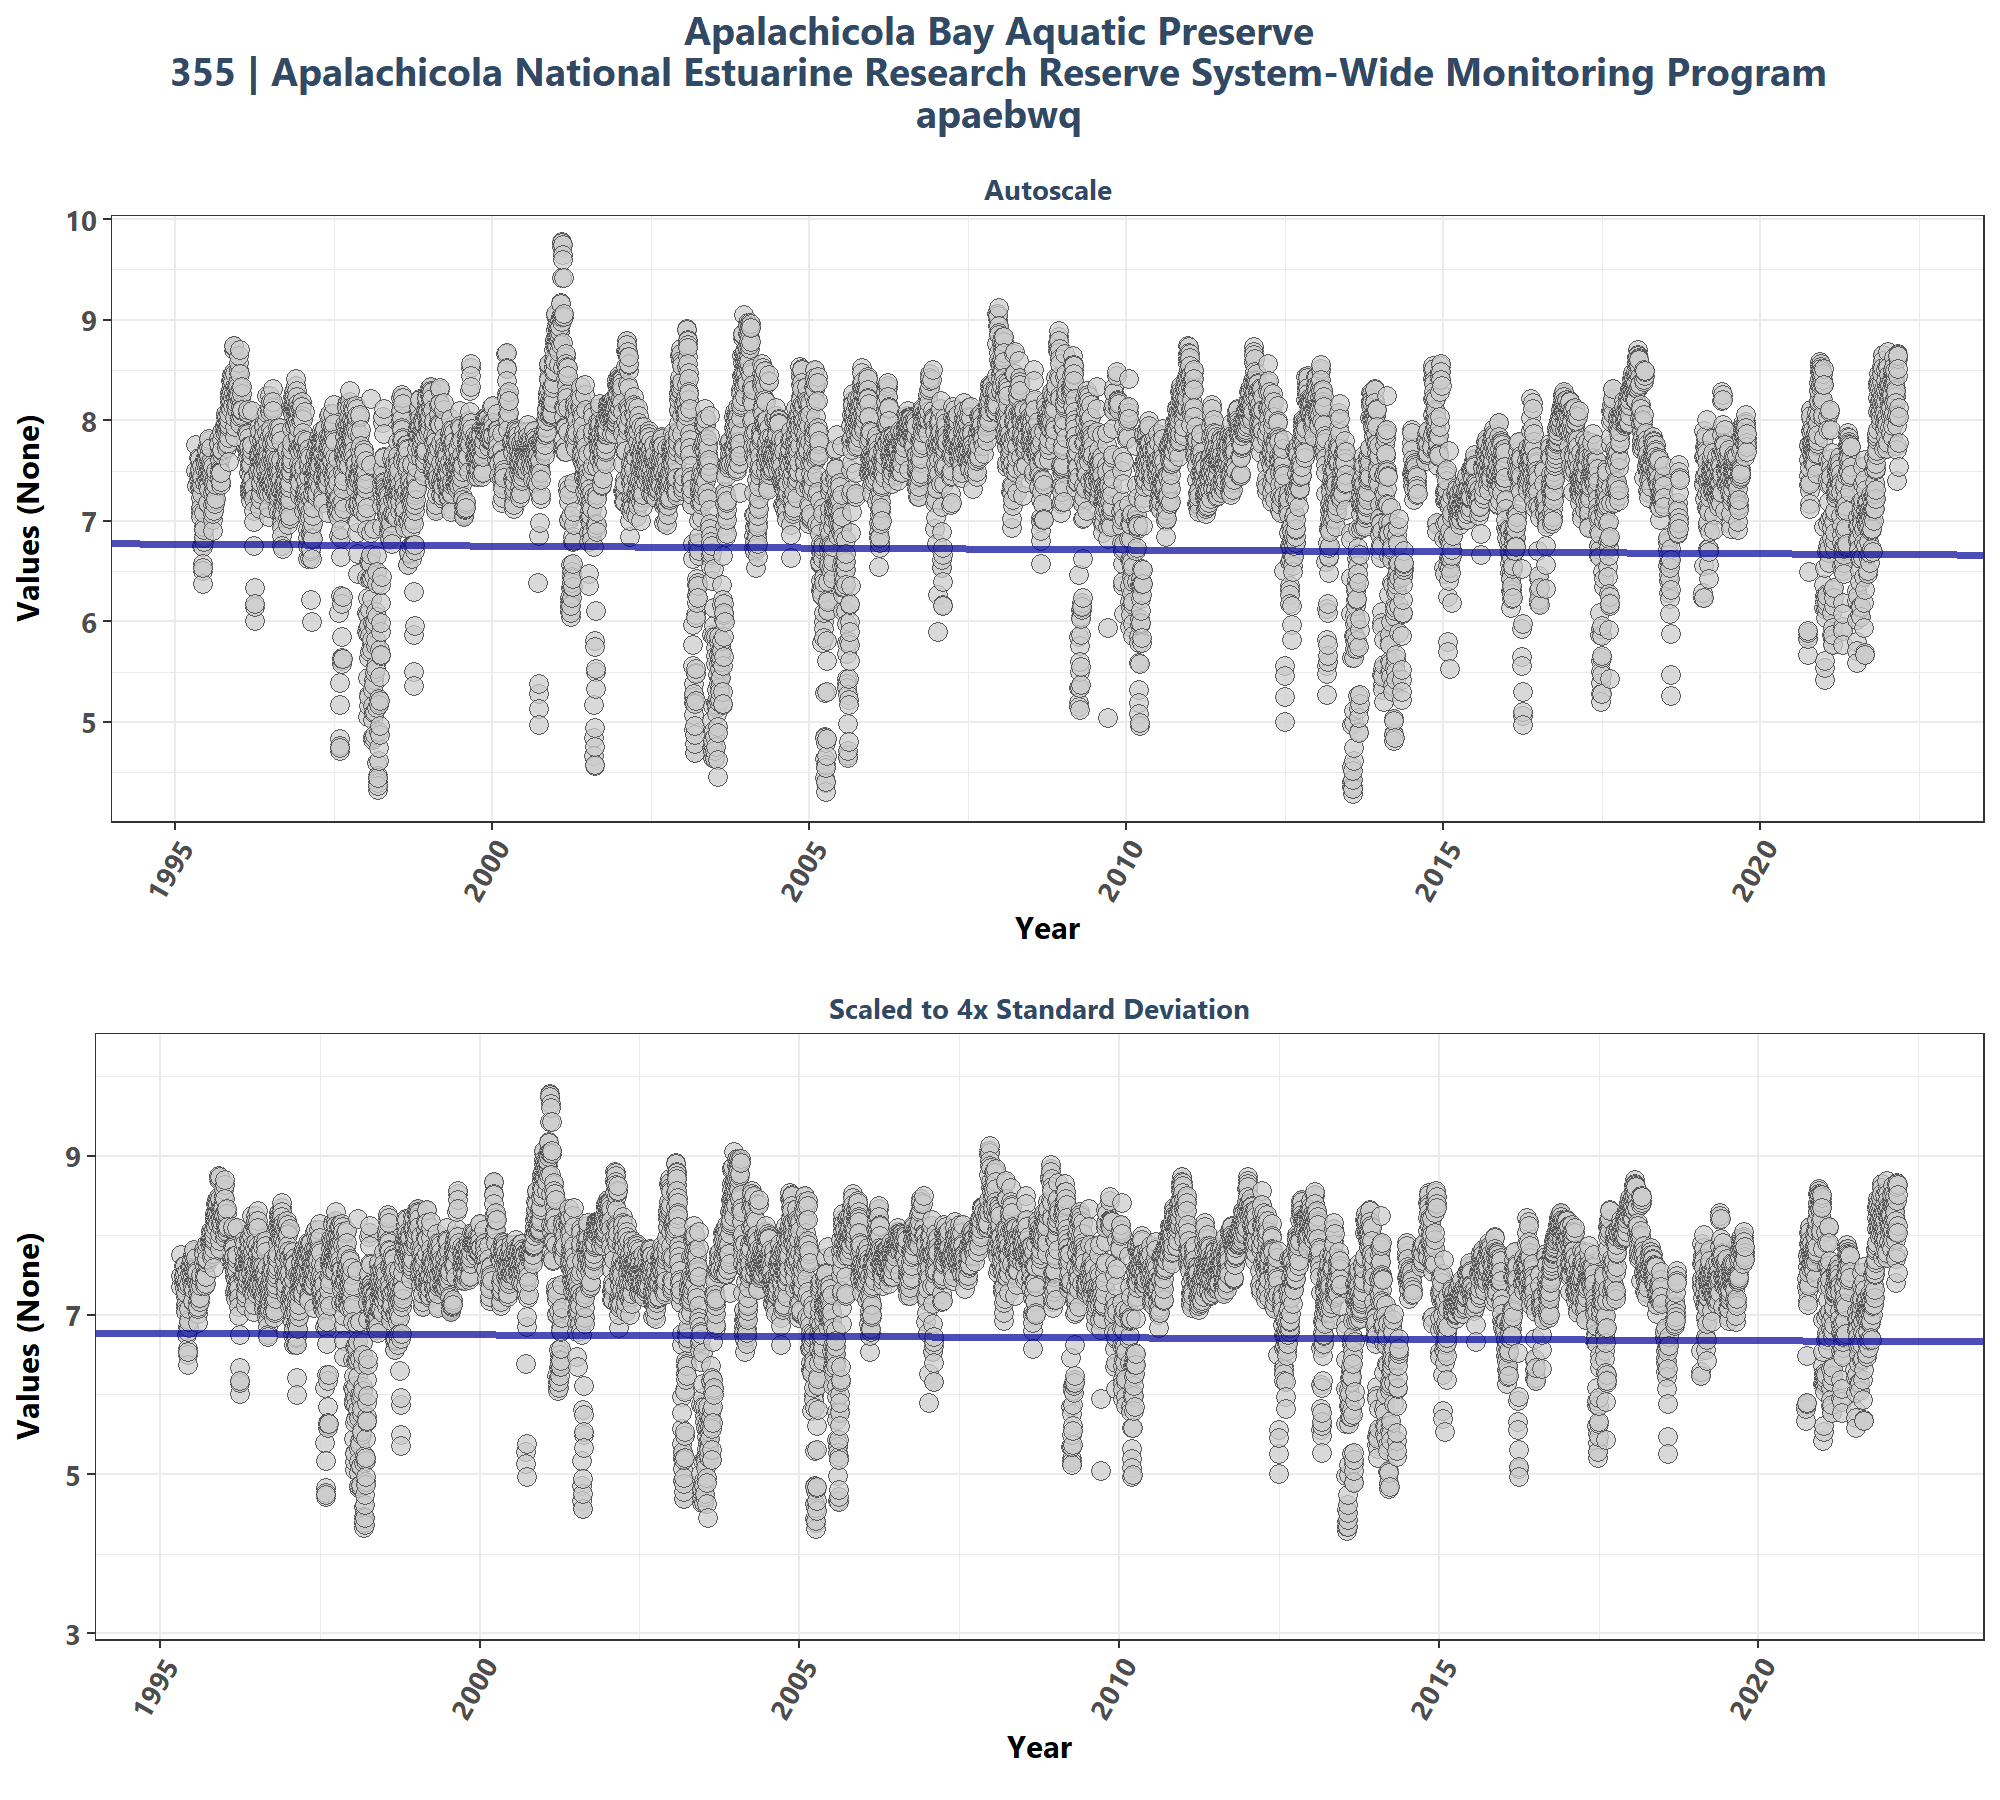 Apalachicola Bay Aquatic Preserve
355 | Apalachicola National Estuarine Research Reserve System-Wide Monitoring Program
apaebwq
Autoscale
10
9
8
7
6
5
Values (None)
1995 2000 2005 2010 2015 2020
Year
Scaled to 4x Standard Deviation
9
7
5
3
Values (None)
1995 2000 2005 2010 2015 2020
Year